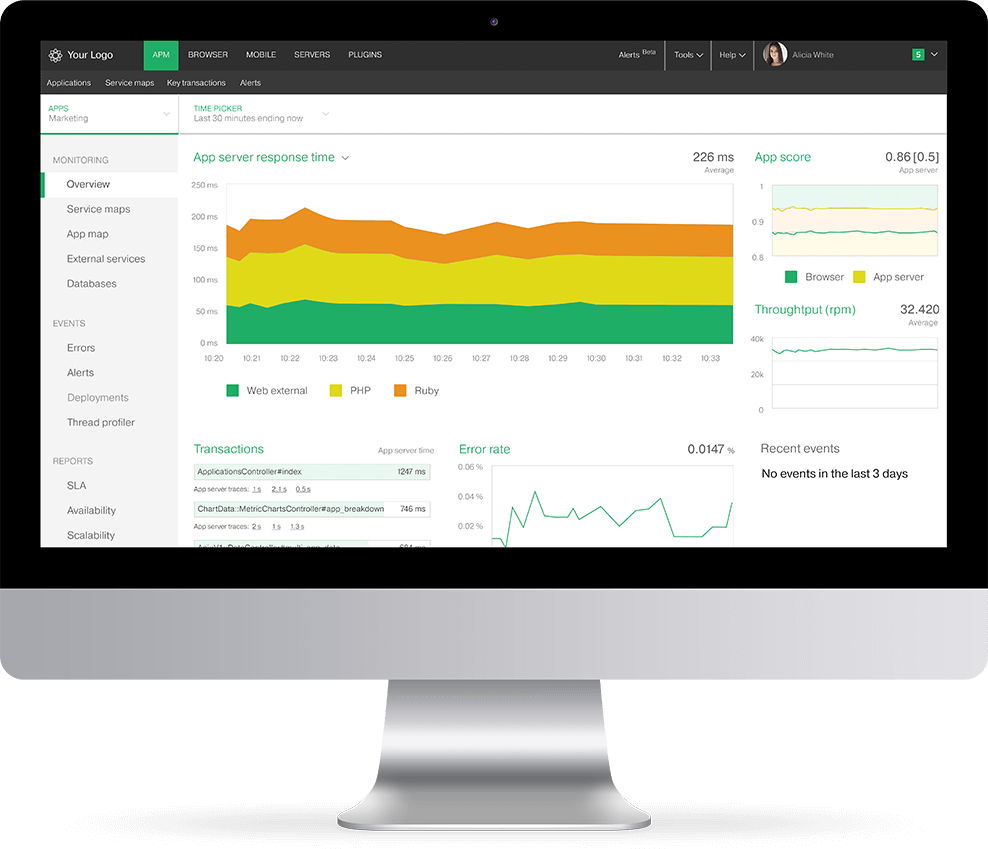 Your Logo
APM
BROWSER
MOBILE
SERVERS
PLUGINS
Alerts Beta
Tools
Help
Alicia White
5
Applications
Service maps
Key transactions
Alerts
APPS
Marketing
TIME PICKER
Last 30 minutes ending now
MONITORING
Overview
Service maps
App map
External services
Databases
EVENTS
Errors
Alerts
Deployments
Thread profiler
REPORTS
SLA
Availability
Scalability
App server response time
226 ms
Average
250 ms
200 ms
150 ms
100 ms
50 ms
0 ms
10:20
10:21
10:22
10:23
10:24
10:25
10:26
10:27
10:28
10:29
10:30
10:31
10:32
10:33
Web external
PHP
Ruby
App score
0.86 [0.5]
App server
1
0.9
0.8
Browser
App server
Throughtput (rpm)
32.420
Average
40k
20k
0
Transactions
App server time
ApplicationsController#index
1247 ms
App server traces: 1 s 2.1 s 0.5 s
ChartData::MetricChartsController#app_breakdown
746 ms
App server traces: 2 s 1 s 1.3 s
Error rate
0.0147 %
0.06 %
0.04 %
0.02 %
Recent events
No events in the last 3 days